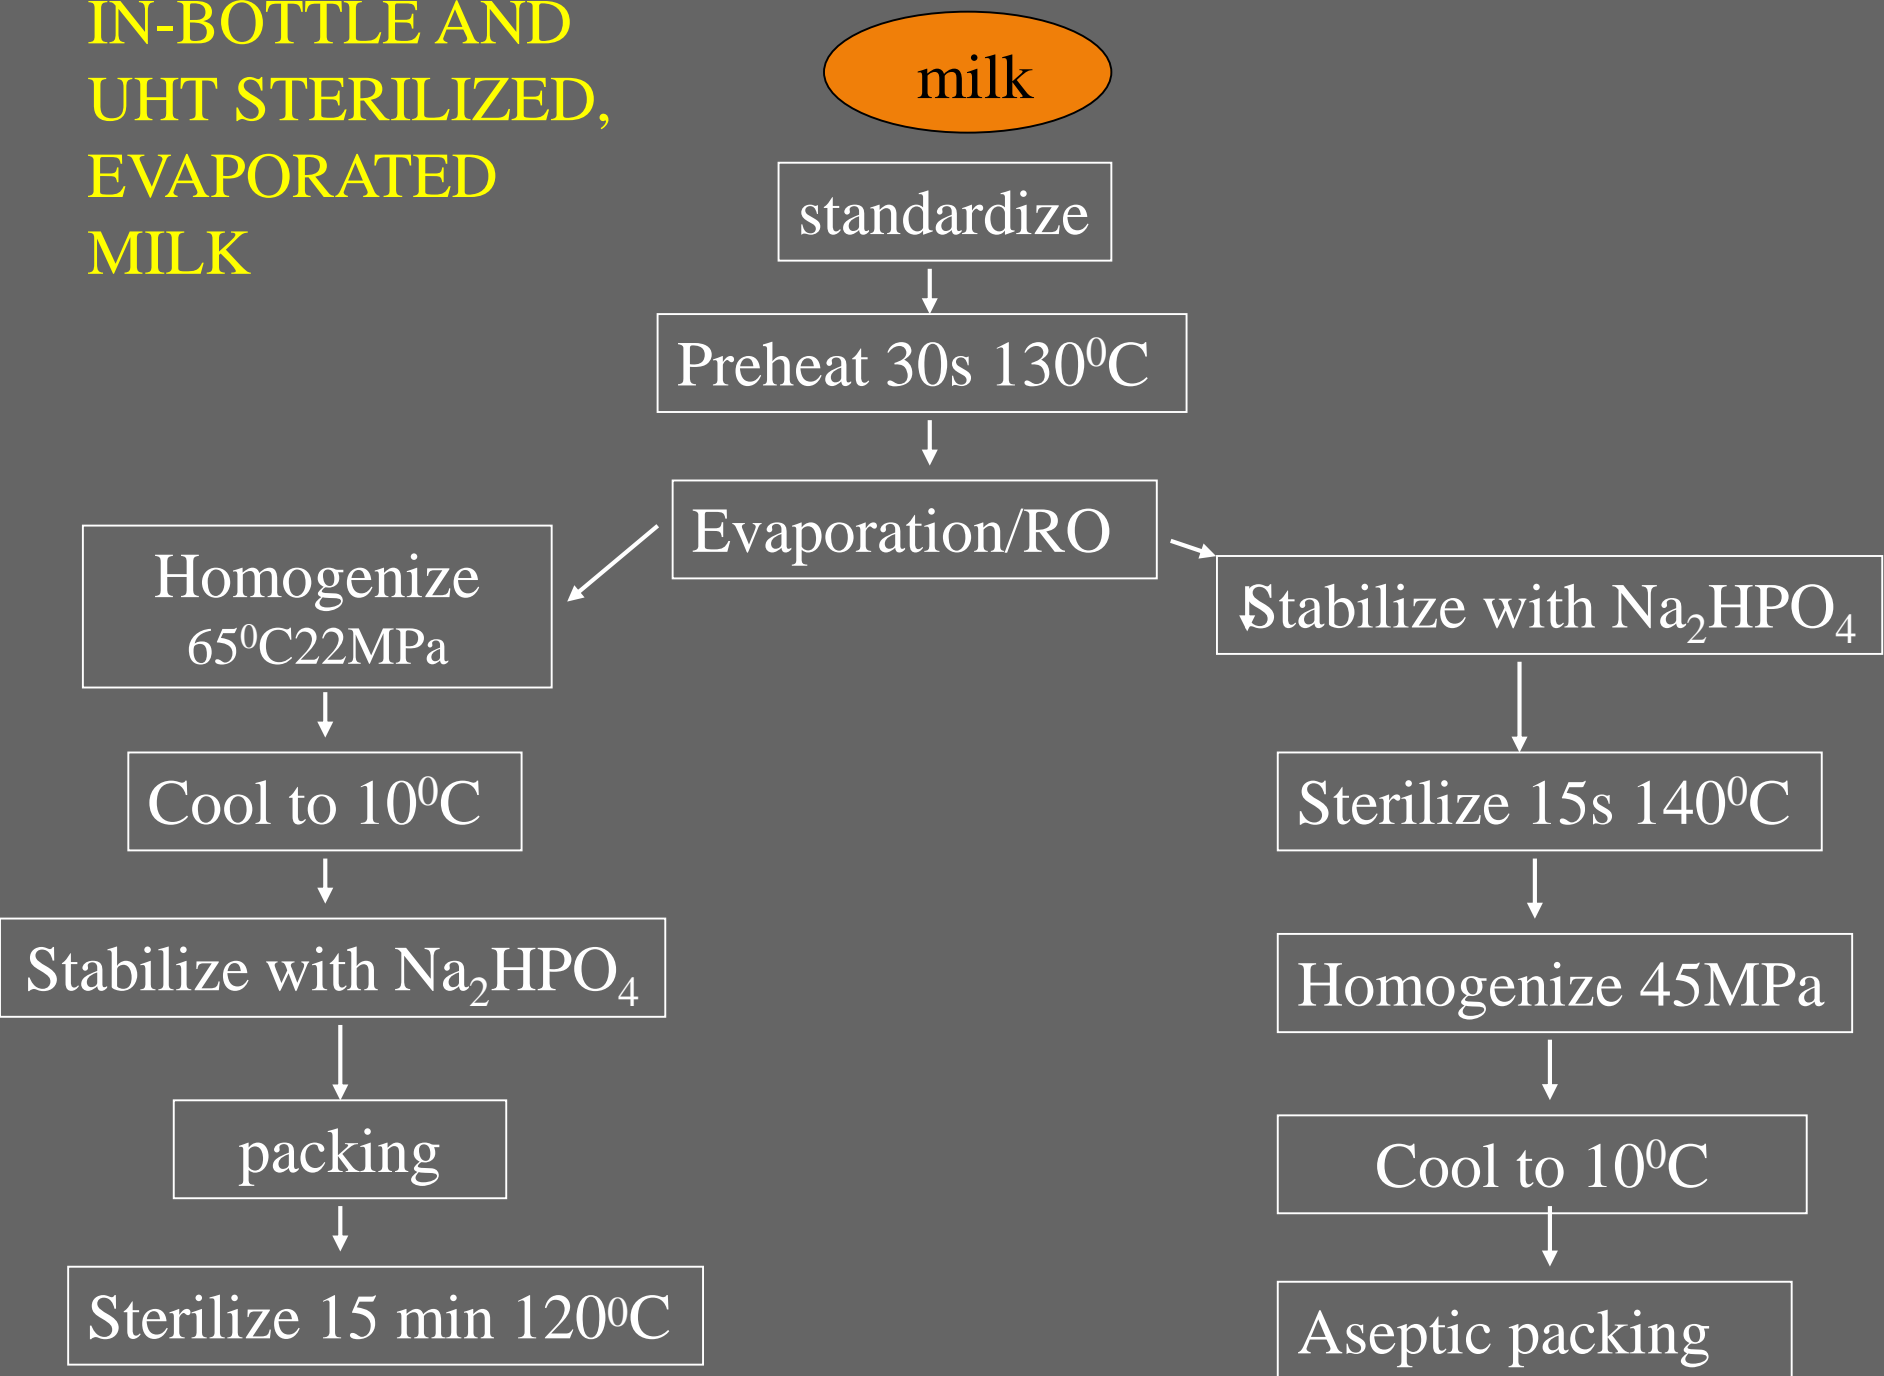 IN-BOTTLE AND
UHT STERILIZED,
EVAPORATED
MILK
milk
standardize
Preheat 30s 130⁰C
Evaporation/RO
Homogenize
65⁰C22MPa
Cool to 10⁰C
Stabilize with Na₂HPO₄
packing
Sterilize 15 min 120⁰C
Stabilize with Na₂HPO₄
Sterilize 15s 140⁰C
Homogenize 45MPa
Cool to 10⁰C
Aseptic packing